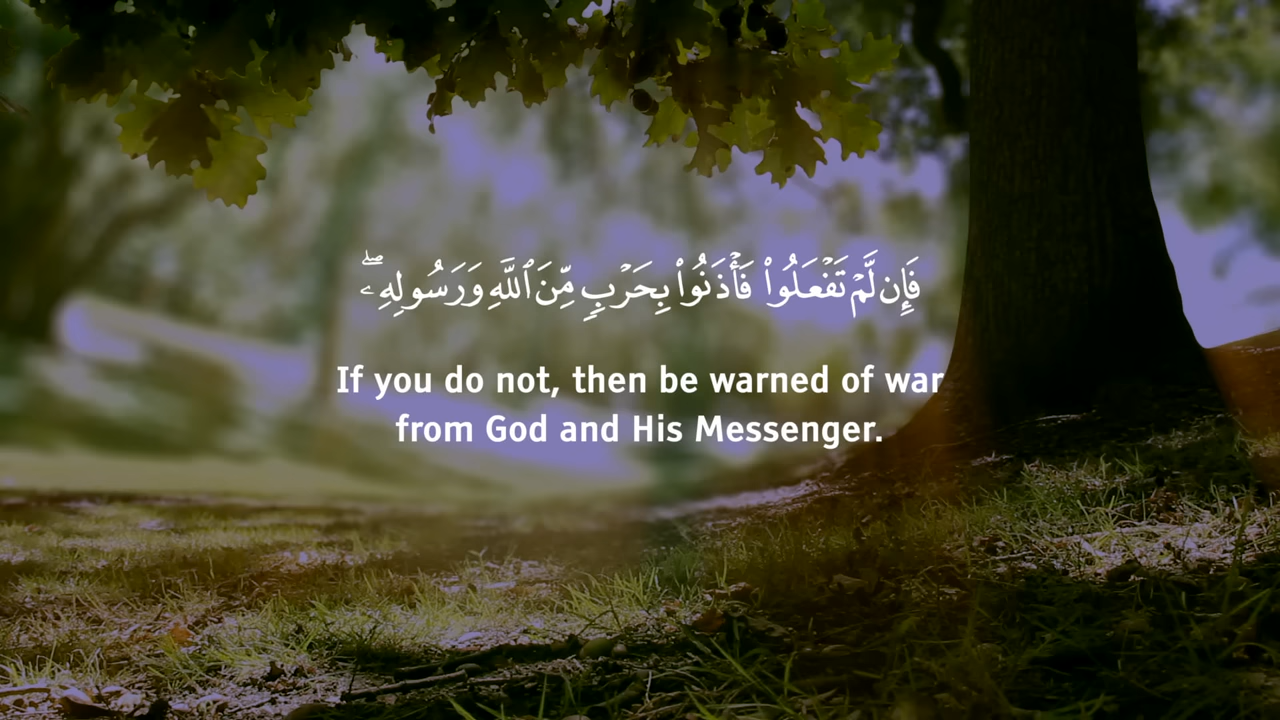 فَإِن لَّمْ تَفْعَلُوا۟ فَأْذَنُوا۟ بِحَرْبٍ مِّنَ ٱللَّهِ وَرَسُولِهِۦ ۖ
If you do not, then be warned of war
from God and His Messenger.